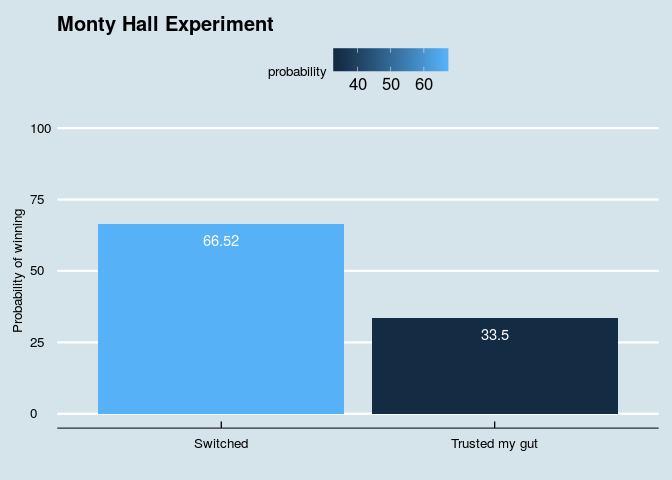 Monty Hall Experiment
probability
40 50 60
100
75
50
25
0
Probability of winning
66.52
33.5
Switched Trusted my gut